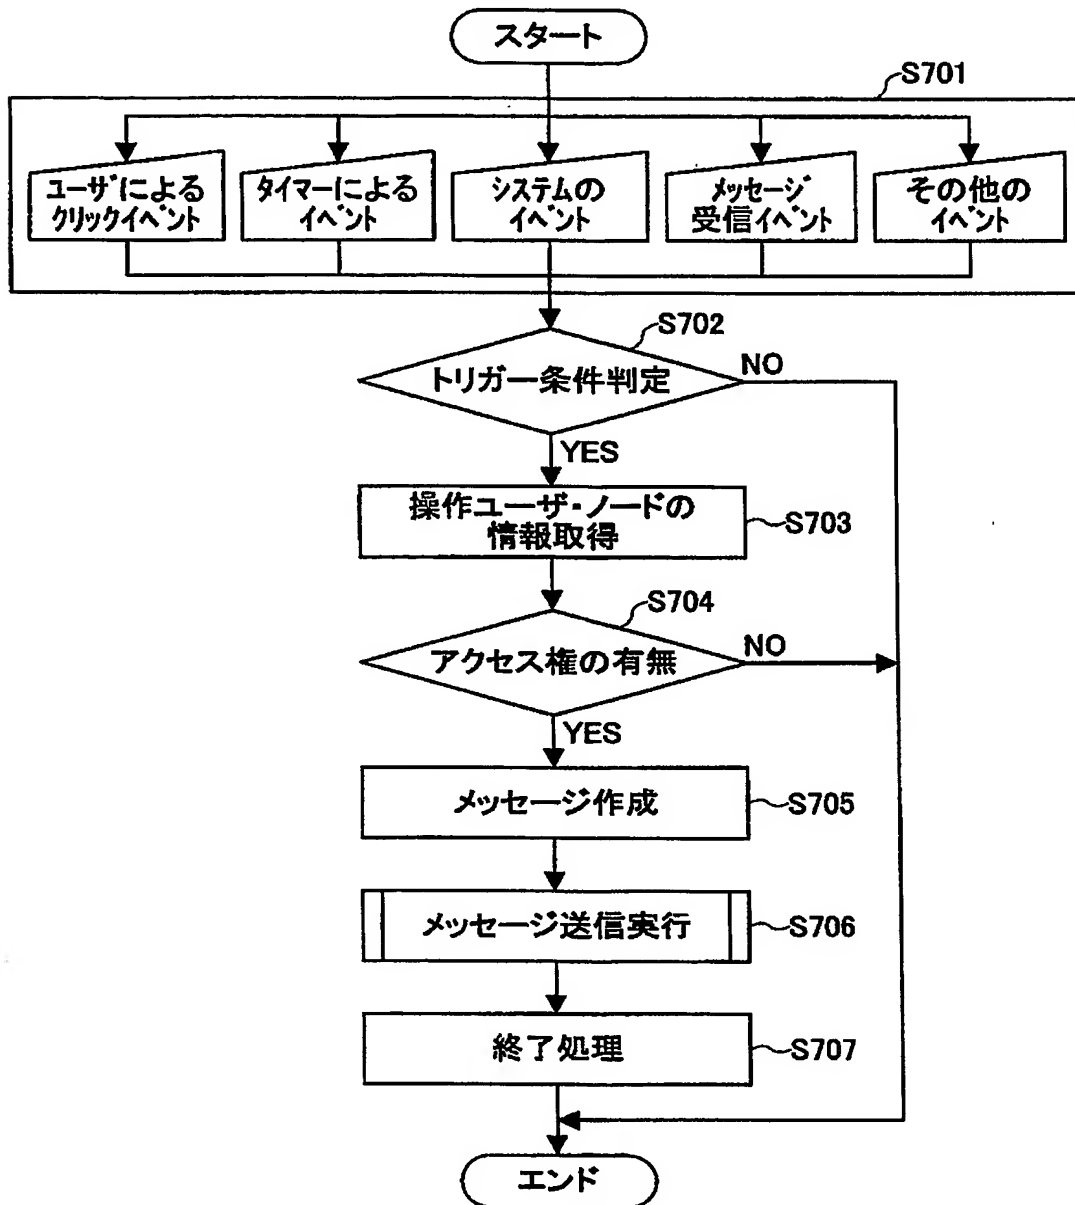 スタート
S701
ユーザによる
クリックイベント
タイマーによる
イベント
システムの
イベント
メッセージ
受信イベント
その他の
イベント
S702
トリガー条件判定
NO
YES
操作ユーザ・ノードの
情報取得
S703
S704
アクセス権の有無
NO
YES
メッセージ作成
S705
メッセージ送信実行
S706
終了処理
S707
エンド